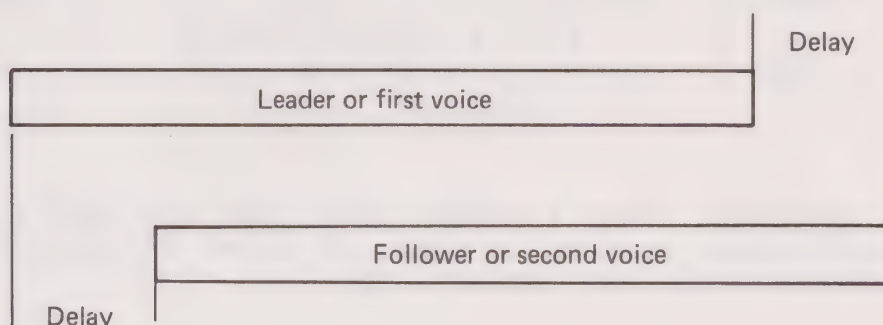 Delay
Leader or first voice
Follower or second voice
Delay